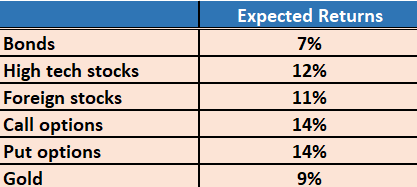 Expected Returns
Bonds 7%
High tech stocks 12%
Foreign stocks 11%
Call options 14%
Put options 14%
Gold 9%